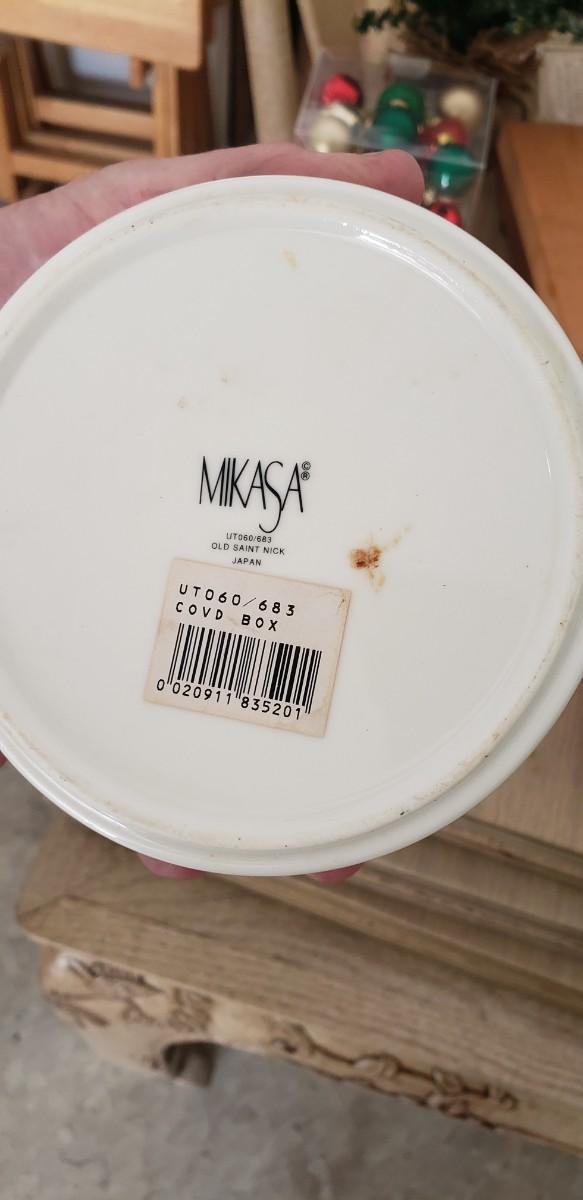 MIKASA©®
UT060/683
OLD SAINT NICK
JAPAN
UT060/683
COVD BOX
0 020911 835201